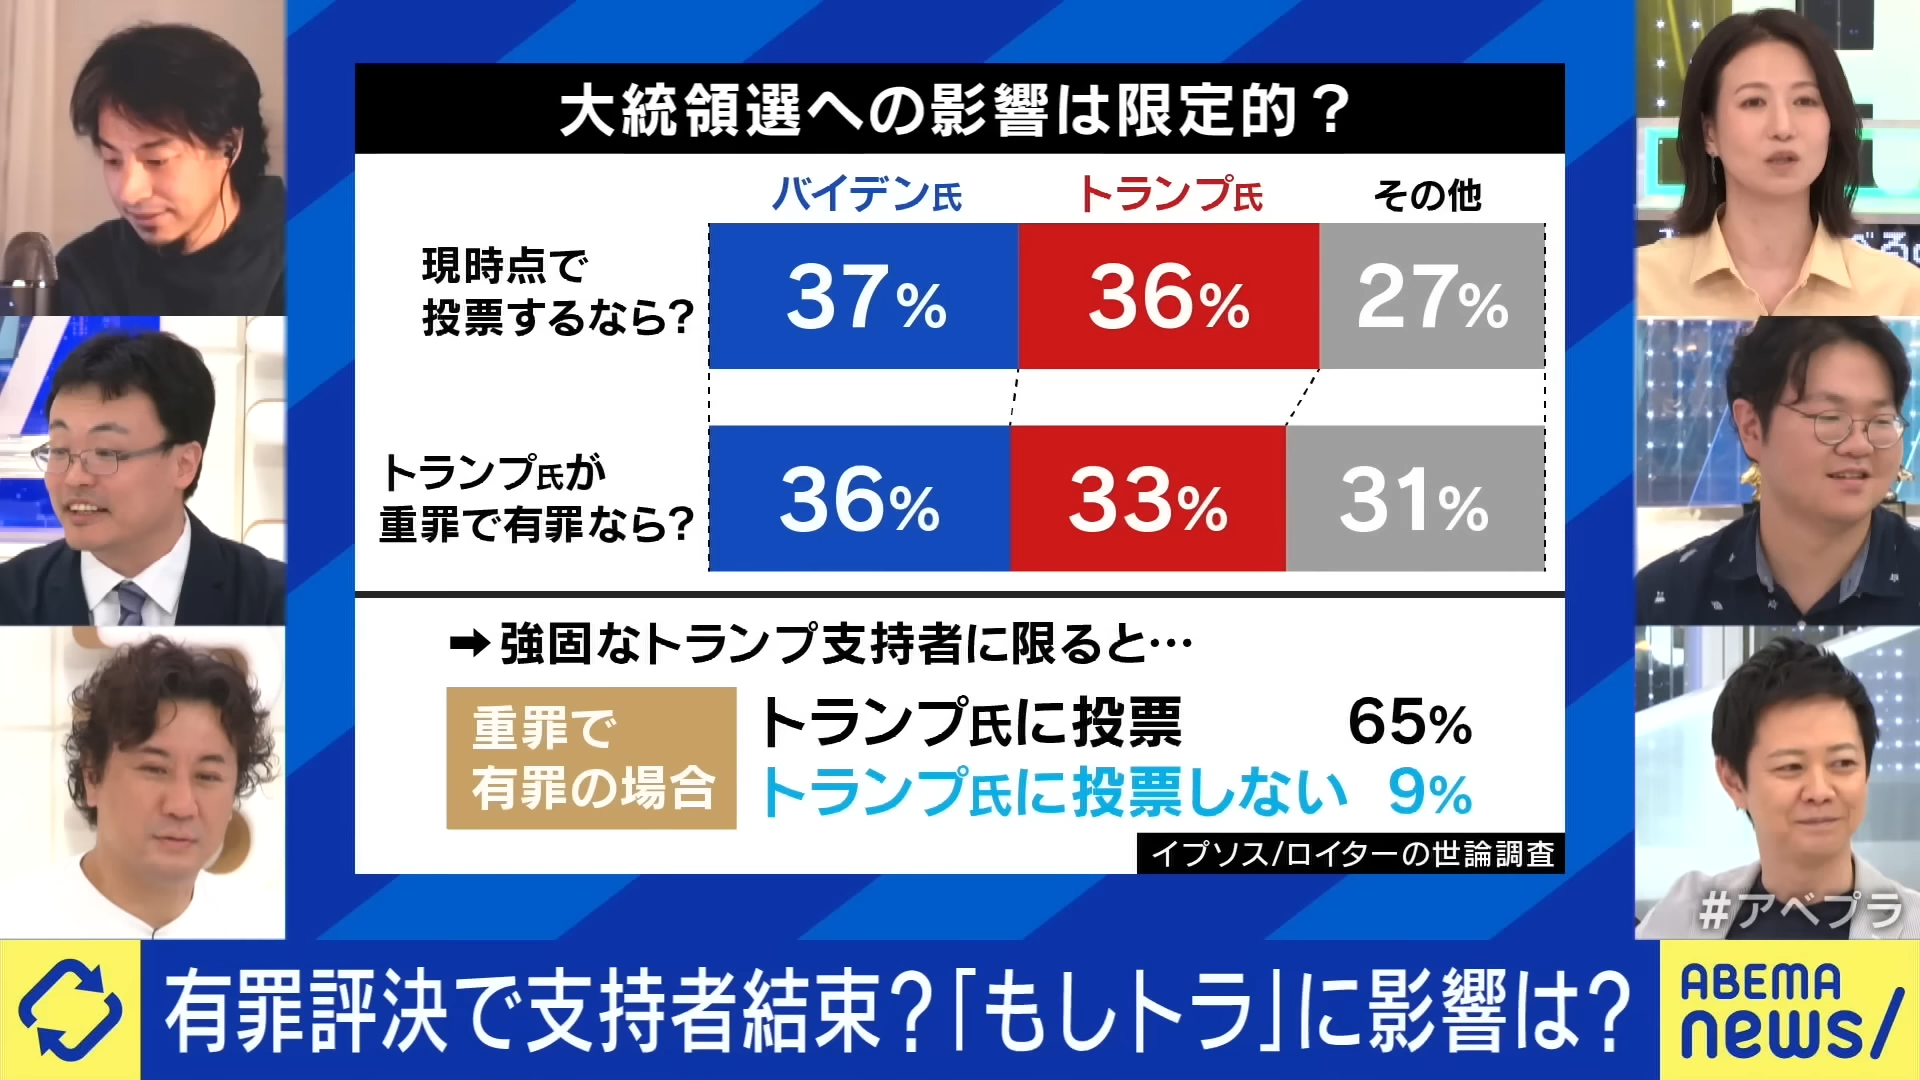 大統領選への影響は限定的？
バイデン氏 トランプ氏 その他
現時点で
投票するなら?
37% 36% 27%
トランプ氏が
重罪で有罪なら?
36% 33% 31%
➡強固なトランプ支持者に限ると…
重罪で
有罪の場合
トランプ氏に投票 65%
トランプ氏に投票しない 9%
イプソス/ロイターの世論調査
#アベプラ
有罪評決で支持者結束？「もしトラ」に影響は？
ABEMA
news/